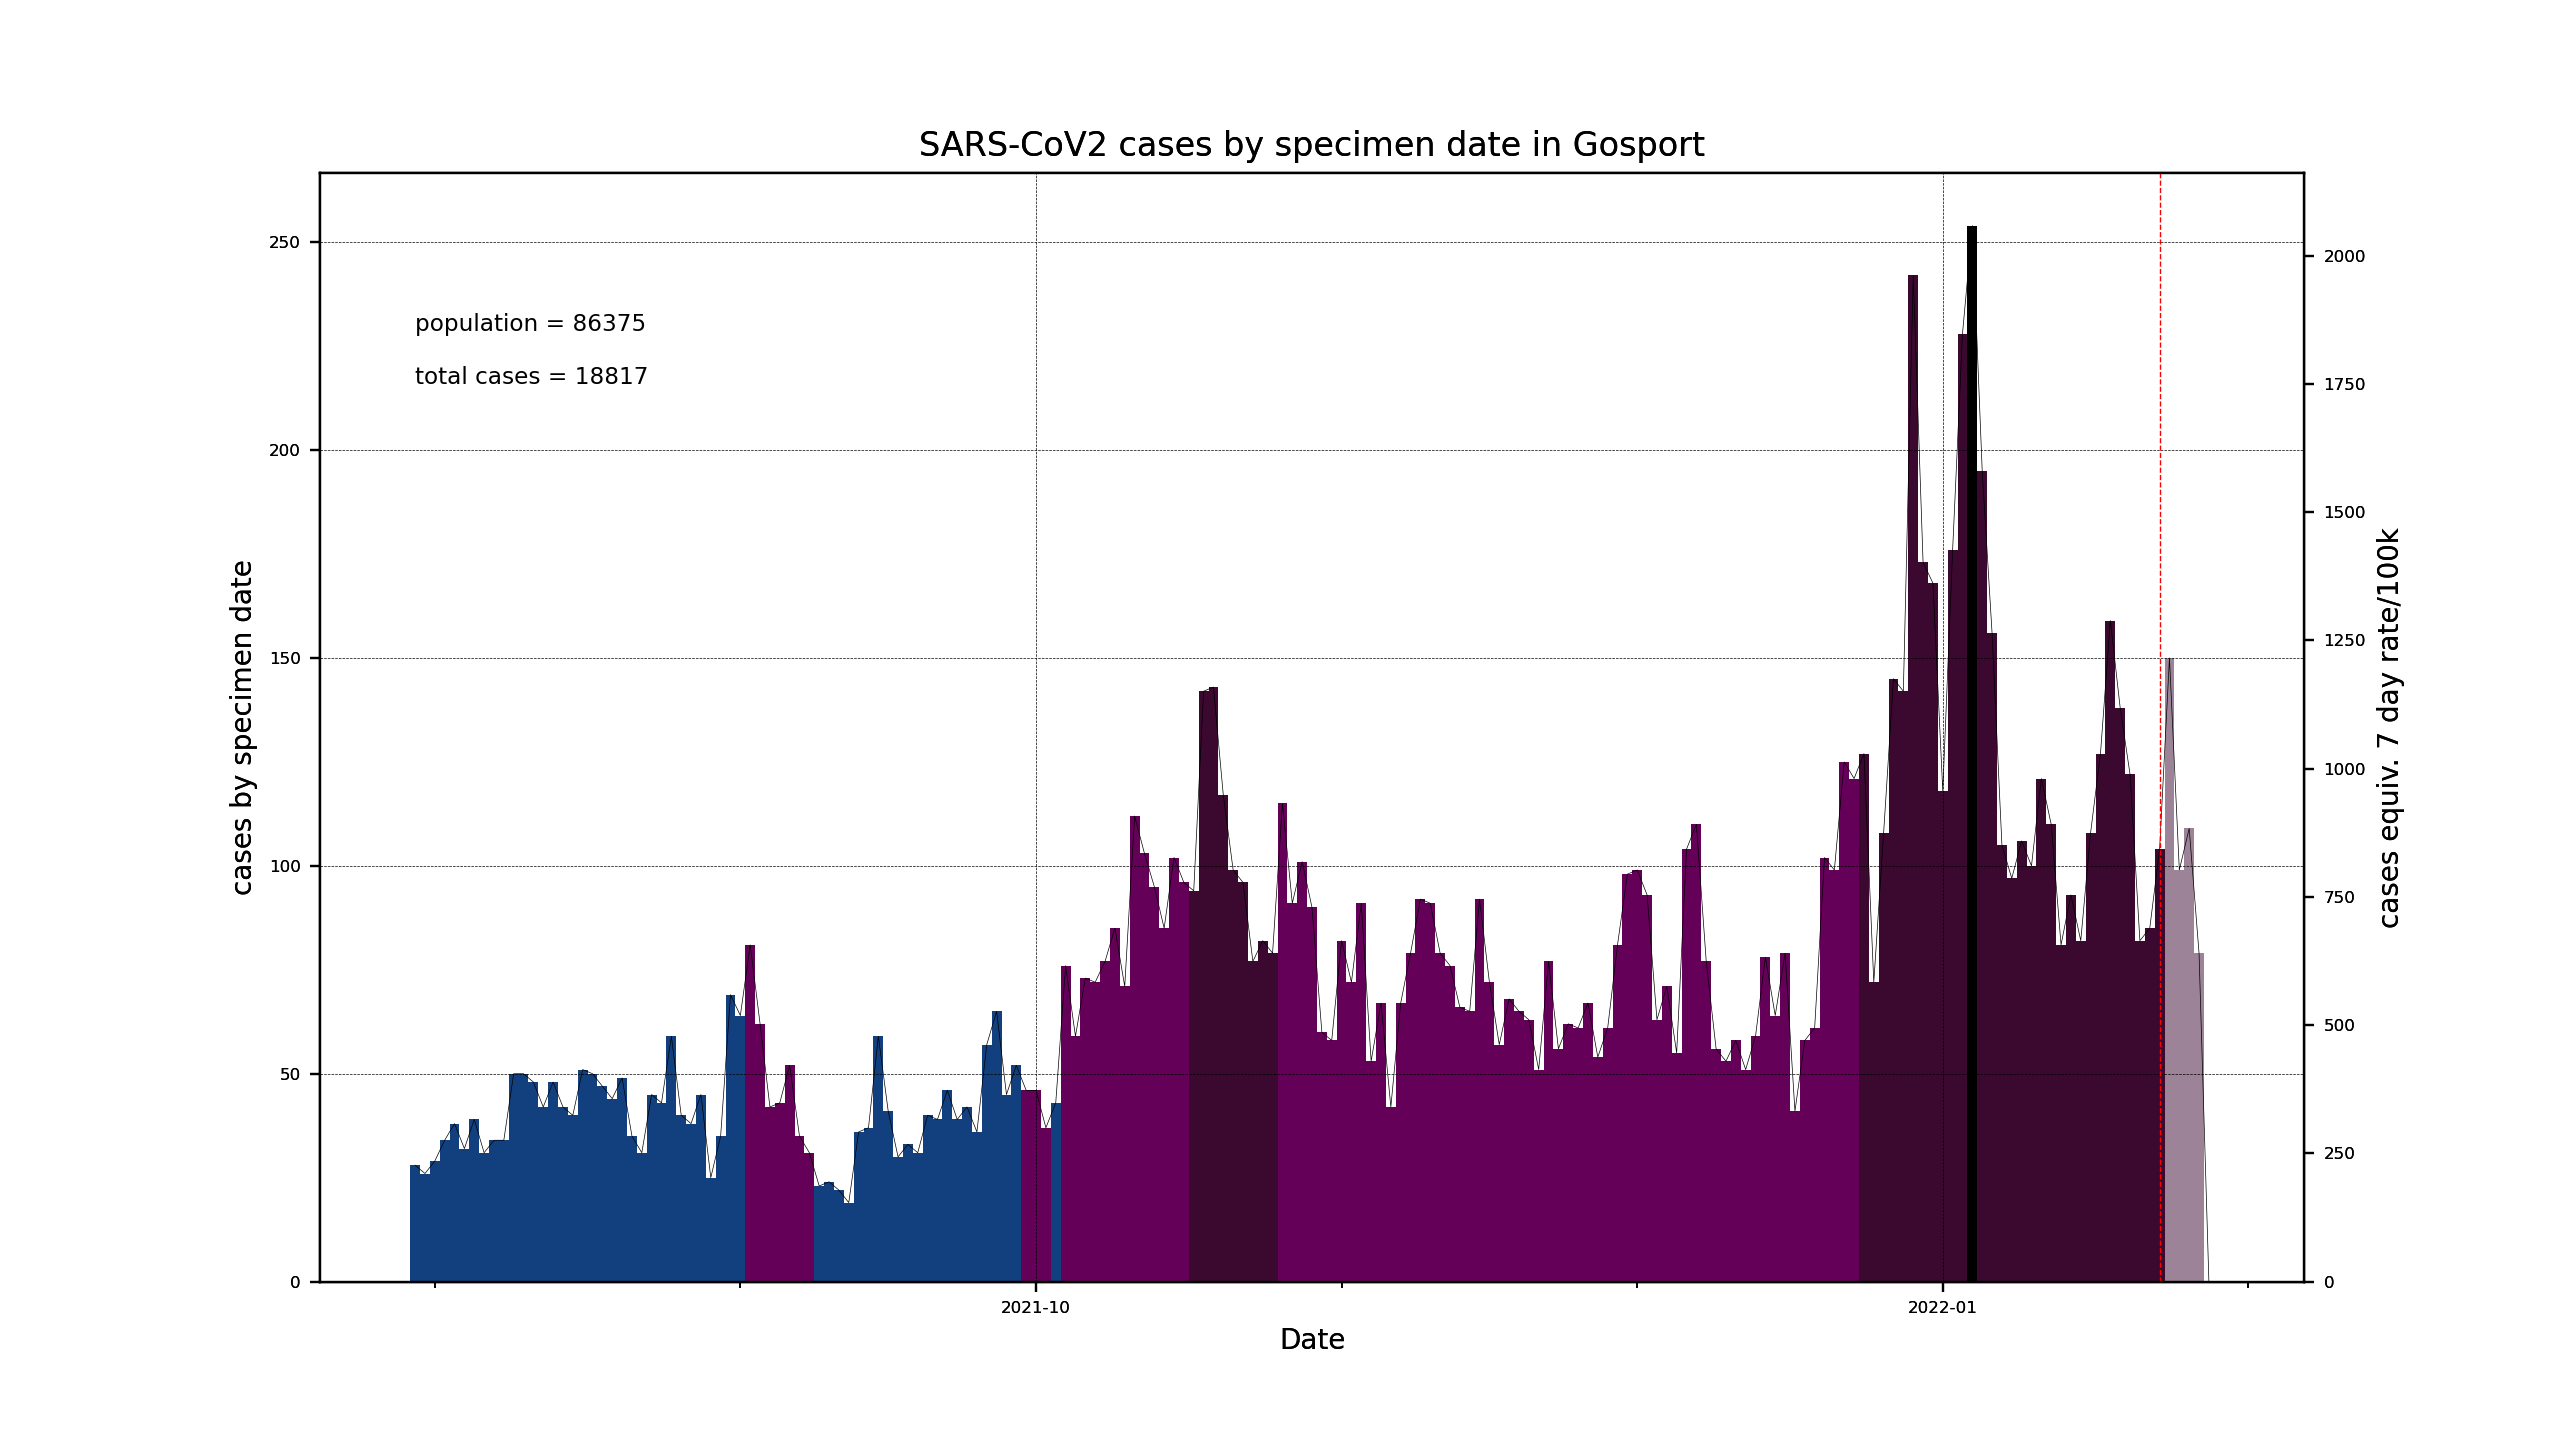 SARS-CoV2 cases by specimen date in Gosport
population = 86375
total cases = 18817
cases by specimen date
250
200
150
100
50
0
2000
1750
1500
1250
1000
750
500
250
0
cases equiv. 7 day rate/100k
2021-10
2022-01
Date